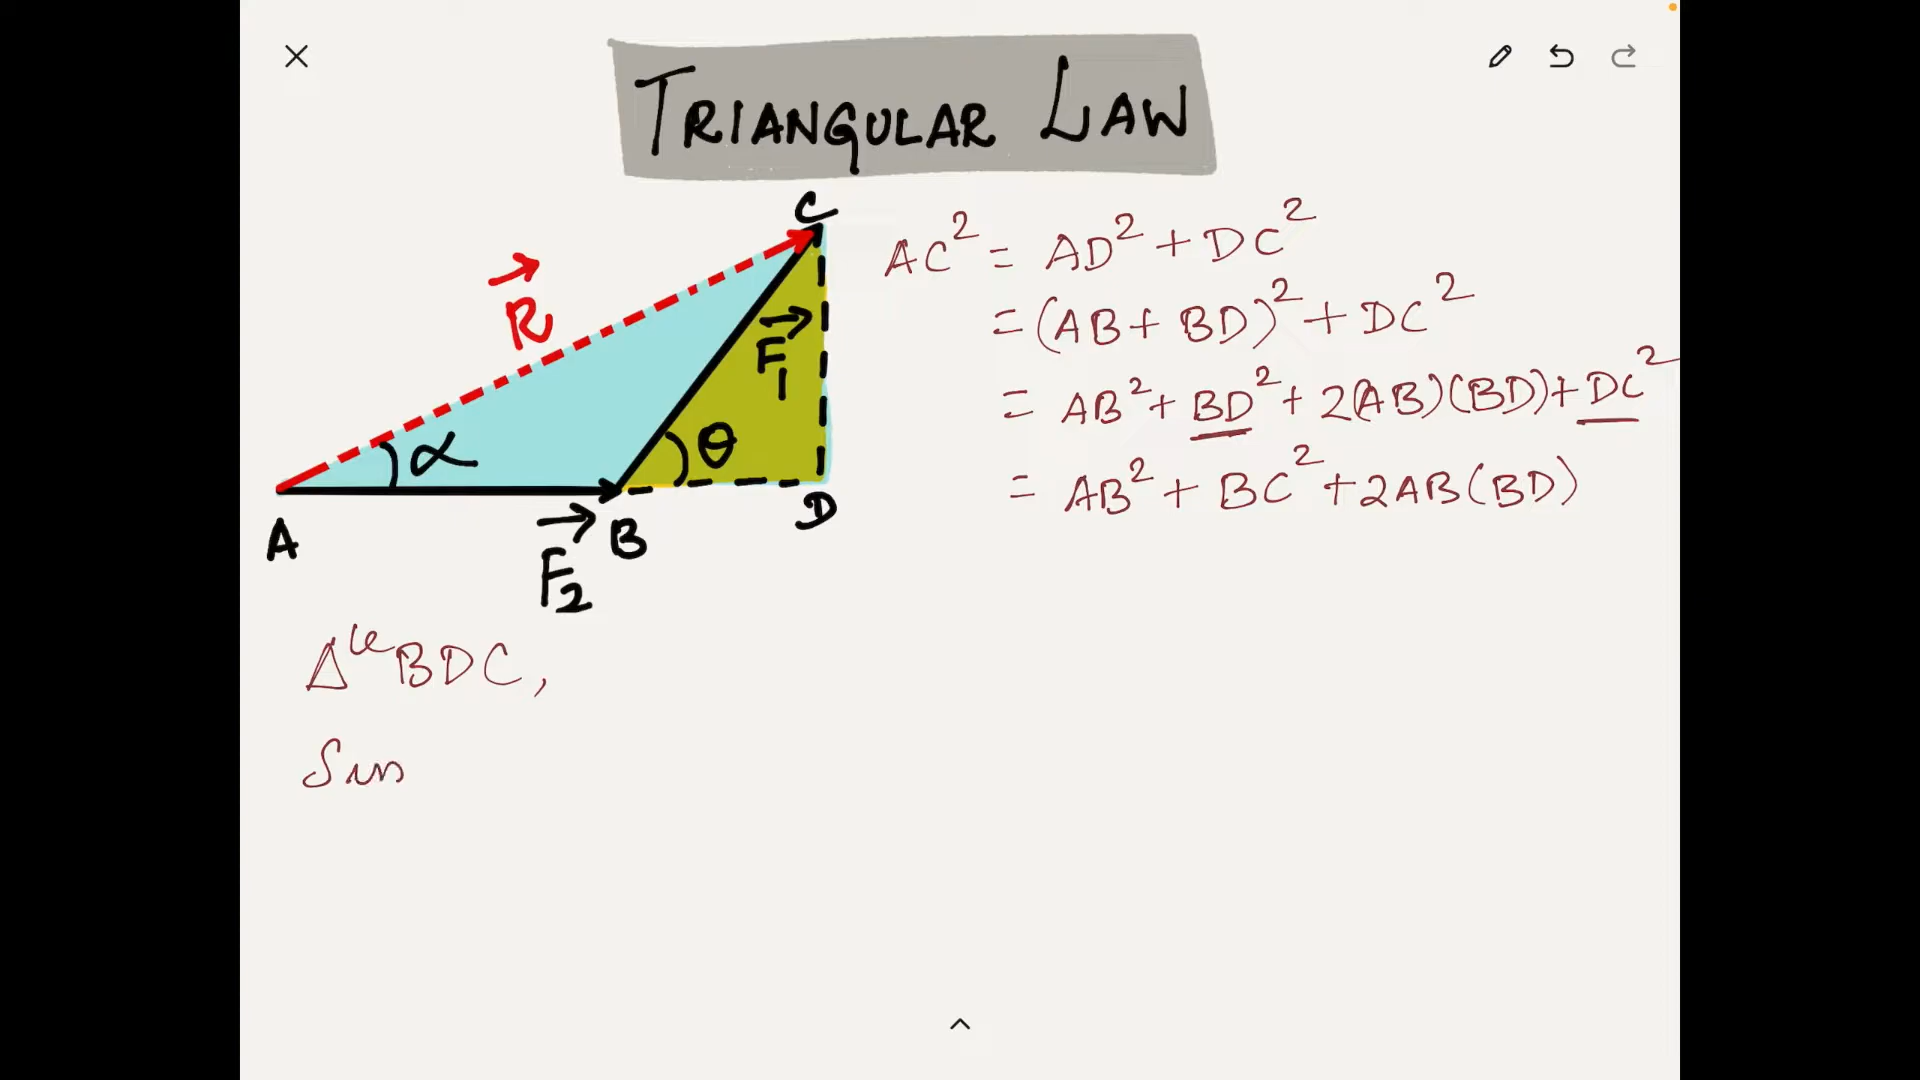 TRIANGULAR LAW
C
R
F1
α
θ
A
B
D
F2
AC² = AD² + DC²
= (AB + BD)² + DC²
= AB² + BD² + 2(AB)(BD) + DC²
= AB² + BC² + 2AB(BD)
Δle BDC,
Sin